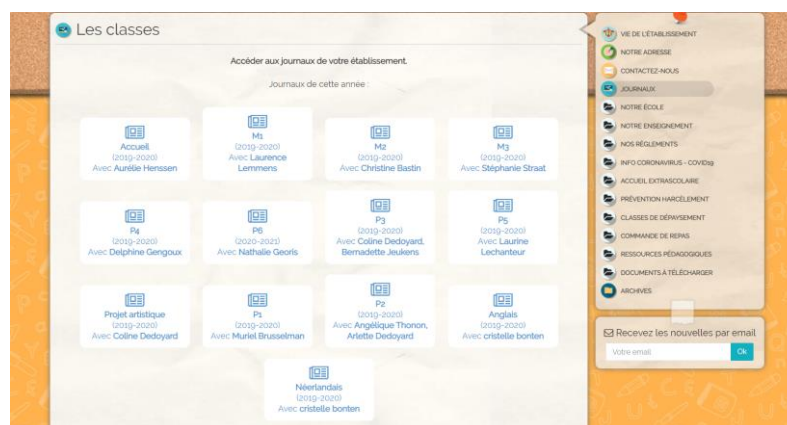 Les classes
Accéder aux journaux de votre établissement.
Journaux de cette année :
Accueil
(2019-2020)
Avec Aurélie Henssen
M1
(2019-2020)
Avec Laurence
Lemmens
M2
(2019-2020)
Avec Christine Bastin
M3
(2019-2020)
Avec Stéphanie Straat
P4
(2019-2020)
Avec Delphine Gengoux
P6
(2020-2021)
Avec Nathalie Georis
P3
(2019-2020)
Avec Coline Dedoyard,
Bernadette Jeukens
P5
(2019-2020)
Avec Laurine
Lechanteur
Projet artistique
(2019-2020)
Avec Coline Dedoyard
P1
(2019-2020)
Avec Muriel Brusselman
P2
(2019-2020)
Avec Angélique Thonon,
Arlette Dedoyard
Anglais
(2019-2020)
Avec cristelle bonten
Néerlandais
(2019-2020)
Avec cristelle bonten
VIE DE L'ÉTABLISSEMENT
NOTRE ADRESSE
CONTACTEZ-NOUS
JOURNAUX
NOTRE ÉCOLE
NOTRE ENSEIGNEMENT
NOS RÈGLEMENTS
INFO CORONAVIRUS - COVID19
ACCUEIL EXTRASCOLAIRE
PRÉVENTION HARCÈLEMENT
CLASSES DE DÉPAYSEMENT
COMMANDE DE REPAS
RESSOURCES PÉDAGOGIQUES
DOCUMENTS À TÉLÉCHARGER
ARCHIVES
Recevez les nouvelles par email
Votre email
Ok